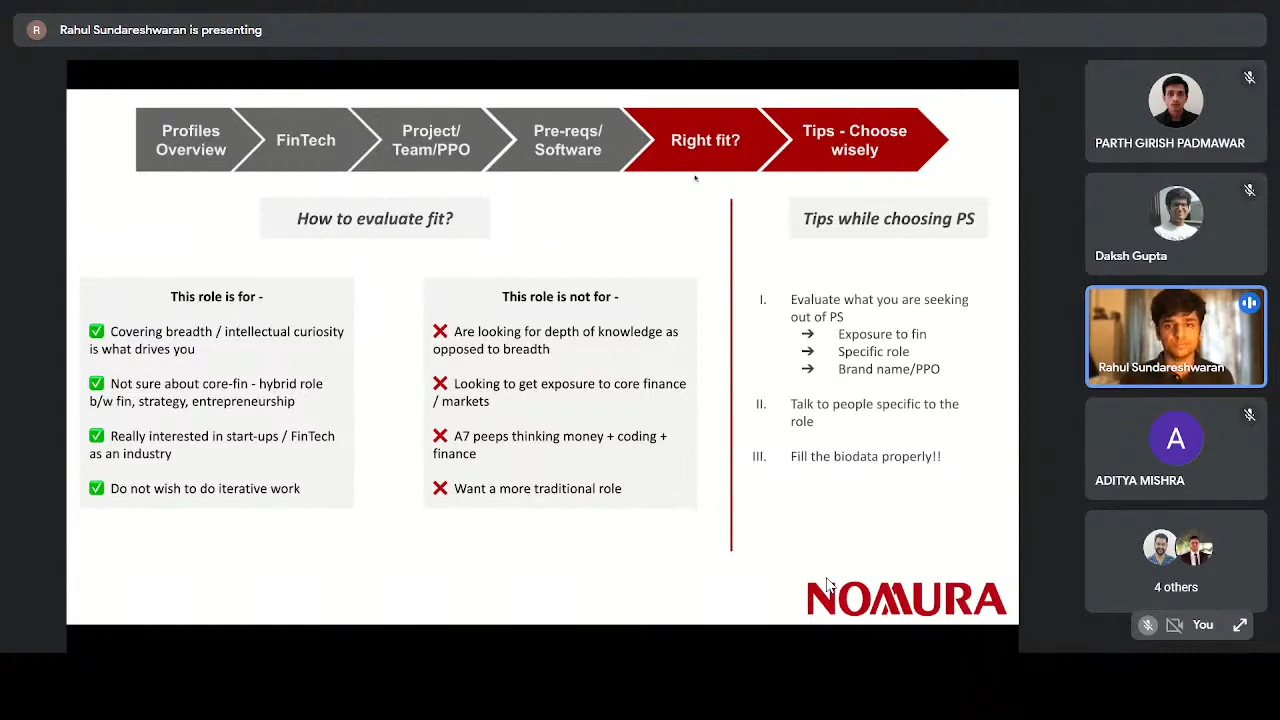 R
Rahul Sundareshwaran is presenting
Profiles
Overview
FinTech
Project/
Team/PPO
Pre-reqs/
Software
Right fit?
Tips - Choose
wisely
How to evaluate fit?
Tips while choosing PS
This role is for -
✅ Covering breadth / intellectual curiosity
is what drives you
✅ Not sure about core-fin - hybrid role
b/w fin, strategy, entrepreneurship
✅ Really interested in start-ups / FinTech
as an industry
✅ Do not wish to do iterative work
This role is not for -
❌ Are looking for depth of knowledge as
opposed to breadth
❌ Looking to get exposure to core finance
/ markets
❌ A7 peeps thinking money + coding +
finance
❌ Want a more traditional role
I. Evaluate what you are seeking
out of PS
➔ Exposure to fin
➔ Specific role
➔ Brand name/PPO
II. Talk to people specific to the
role
III. Fill the biodata properly!!
NOMURA
PARTH GIRISH PADMAWAR
Daksh Gupta
Rahul Sundareshwaran
A
ADITYA MISHRA
4 others
You